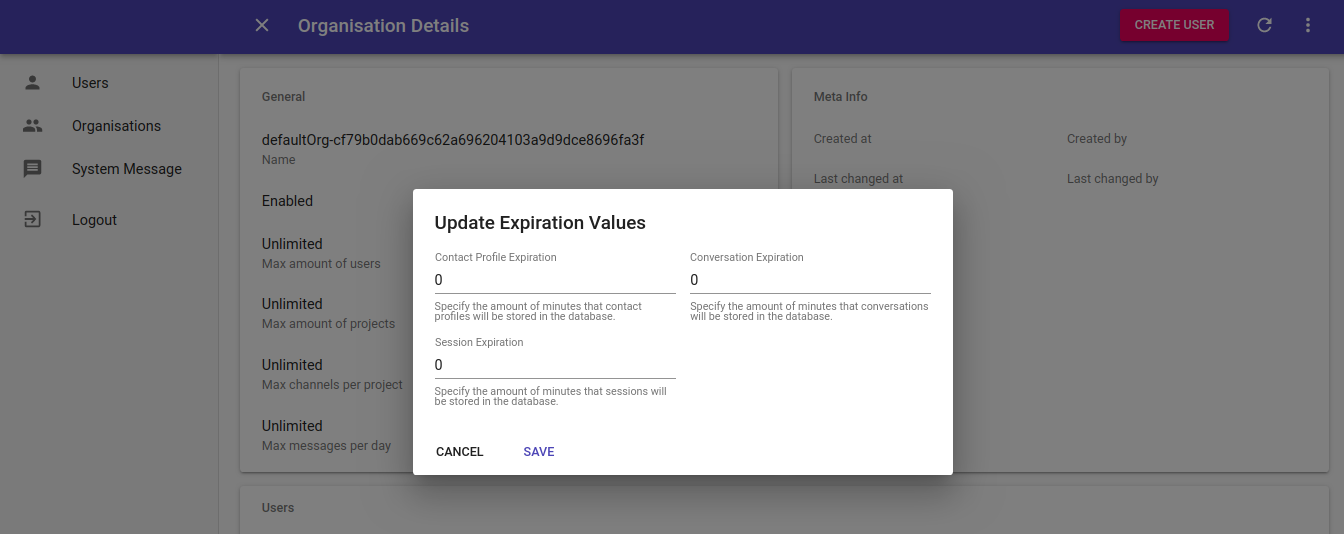 Organisation Details
CREATE USER
Users
Organisations
System Message
Logout
General
defaultOrg-cf79b0dab669c62a696204103a9d9dce8696fa3f
Name
Enabled
Unlimited
Max amount of users
Unlimited
Max amount of projects
Unlimited
Max channels per project
Unlimited
Max messages per day
Meta Info
Created at
Created by
Last changed at
Last changed by
Update Expiration Values
Contact Profile Expiration
0
Specify the amount of minutes that contact
profiles will be stored in the database.
Conversation Expiration
0
Specify the amount of minutes that conversations
will be stored in the database.
Session Expiration
0
Specify the amount of minutes that sessions will
be stored in the database.
CANCEL
SAVE
Users